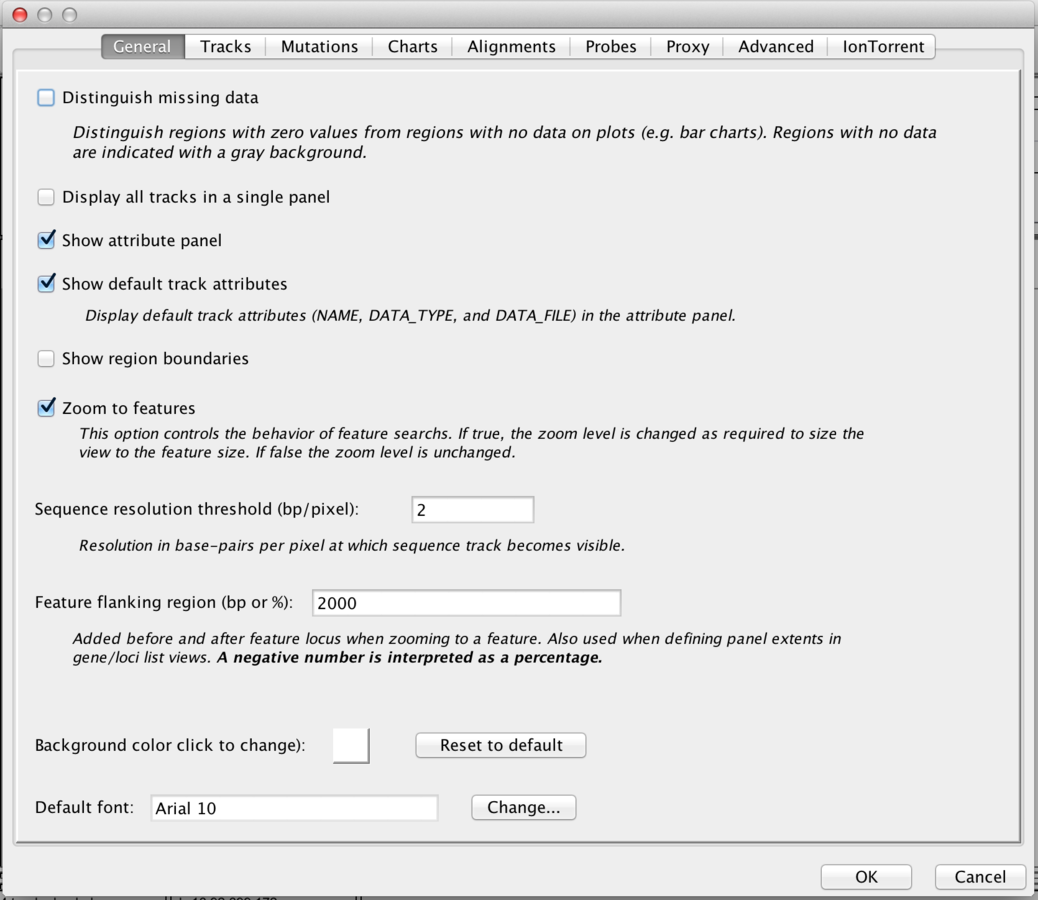 General Tracks Mutations Charts Alignments Probes Proxy Advanced IonTorrent
Distinguish missing data
Distinguish regions with zero values from regions with no data on plots (e.g. bar charts). Regions with no data
are indicated with a gray background.
Display all tracks in a single panel
Show attribute panel
Show default track attributes
Display default track attributes (NAME, DATA_TYPE, and DATA_FILE) in the attribute panel.
Show region boundaries
Zoom to features
This option controls the behavior of feature searchs. If true, the zoom level is changed as required to size the
view to the feature size. If false the zoom level is unchanged.
Sequence resolution threshold (bp/pixel): 2
Resolution in base-pairs per pixel at which sequence track becomes visible.
Feature flanking region (bp or %): 2000
Added before and after feature locus when zooming to a feature. Also used when defining panel extents in
gene/loci list views. A negative number is interpreted as a percentage.
Background color click to change): Reset to default
Default font: Arial 10 Change...
OK Cancel